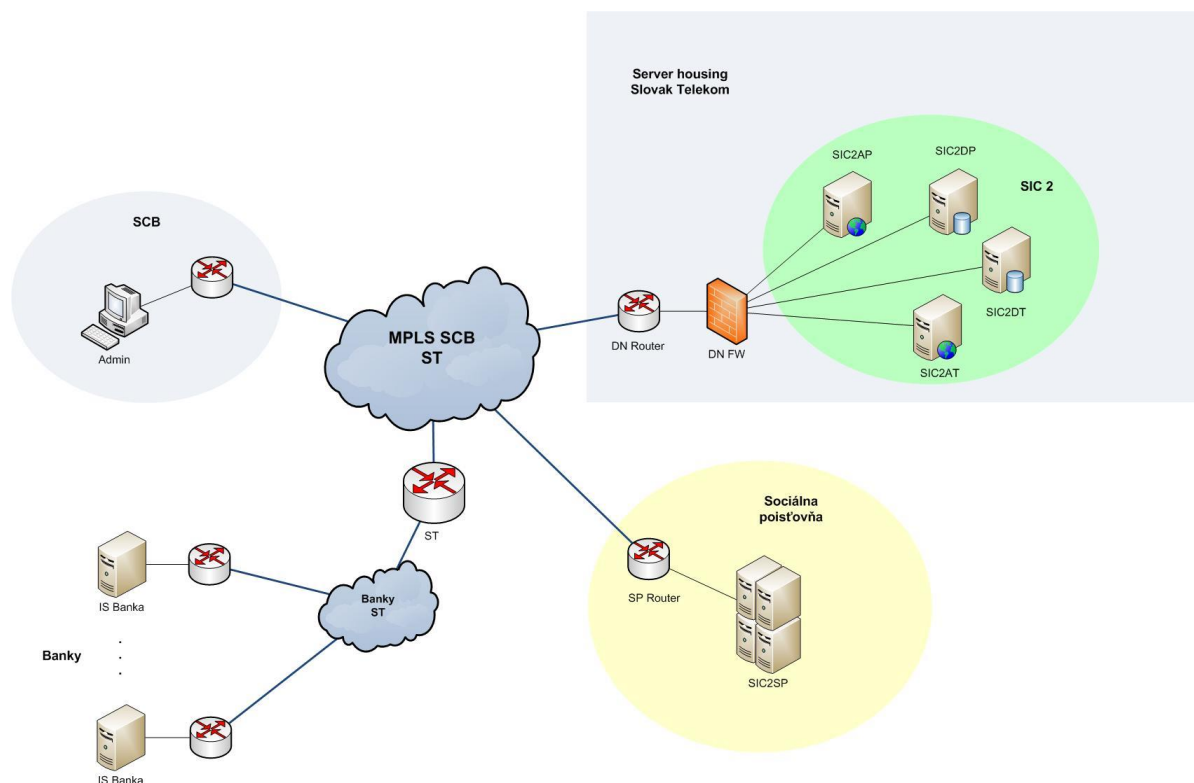 Server housing
Slovak Telekom
SIC2AP
SIC2DP
SIC 2
SCB
SIC2DT
MPLS SCB
ST
DN Router
DN FW
Admin
SIC2AT
Sociálna
poisťovňa
ST
SP Router
Banky
ST
IS Banka
Banky
.
.
.
SIC2SP
IS Banka